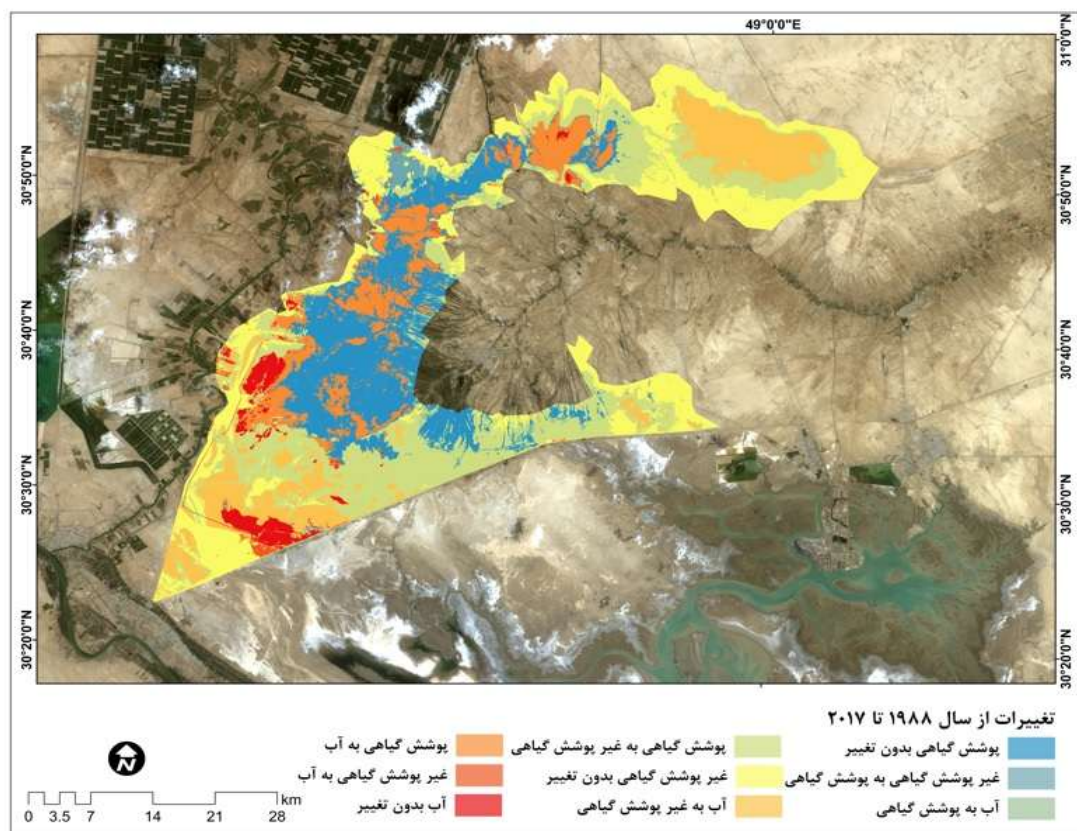 49°0'0"E
31°0'0"N
30°50'0"N
30°50'0"N
30°40'0"N
30°40'0"N
30°30'0"N
30°30'0"N
30°20'0"N
30°20'0"N
تغییرات از سال ۱۹۸۸ تا ۲۰۱۷
پوشش گیاهی بدون تغییر
پوشش گیاهی به غیر پوشش گیاهی
پوشش گیاهی به آب
غیر پوشش گیاهی به پوشش گیاهی
غیر پوشش گیاهی بدون تغییر
غیر پوشش گیاهی به آب
آب به پوشش گیاهی
آب به غیر پوشش گیاهی
آب بدون تغییر
N
km
0 3.5 7 14 21 28